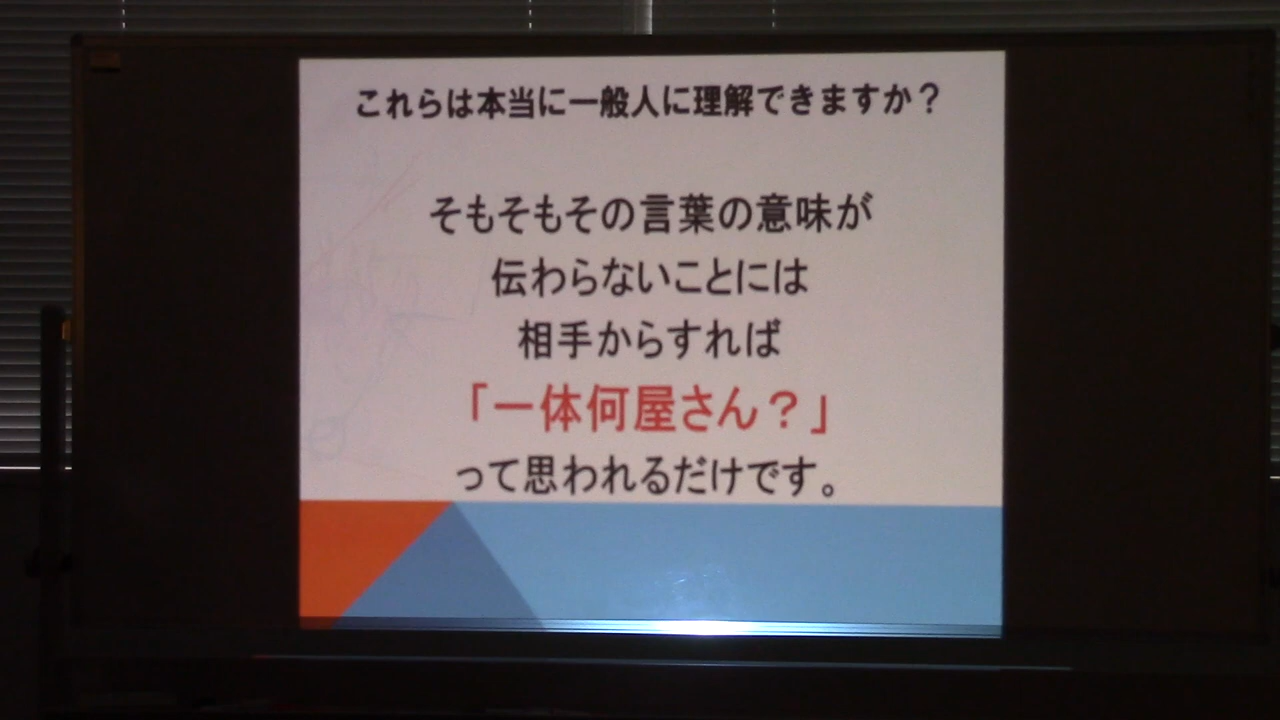 これらは本当に一般人に理解できますか？
そもそもその言葉の意味が
伝わらないことには
相手からすれば
「一体何屋さん？」
って思われるだけです。